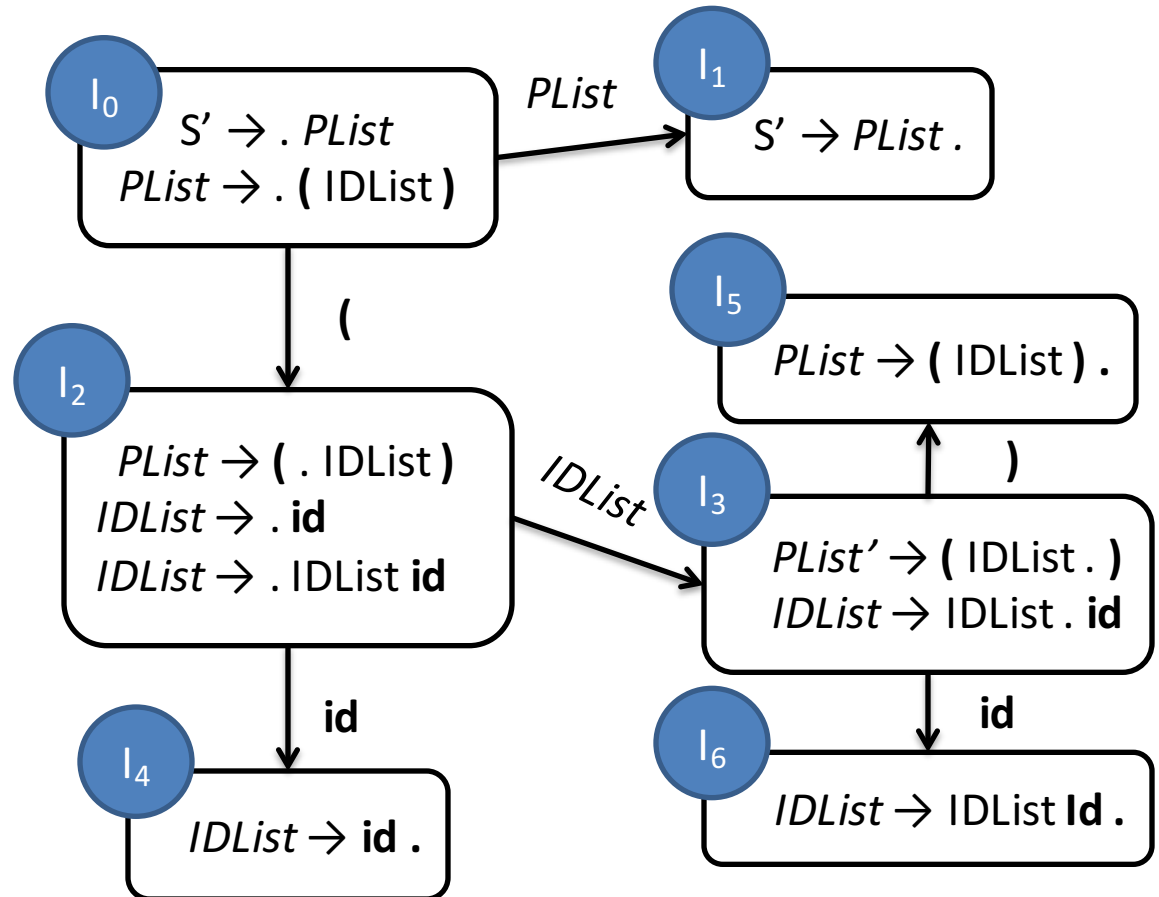 I0
S’ → . PList
PList → . ( IDList )
PList
I1
S’ → PList .
(
I2
PList → ( . IDList )
IDList → . id
IDList → . IDList id
IDList
I5
PList → ( IDList ) .
)
I3
PList’ → ( IDList . )
IDList → IDList . id
id
I4
IDList → id .
id
I6
IDList → IDList Id .